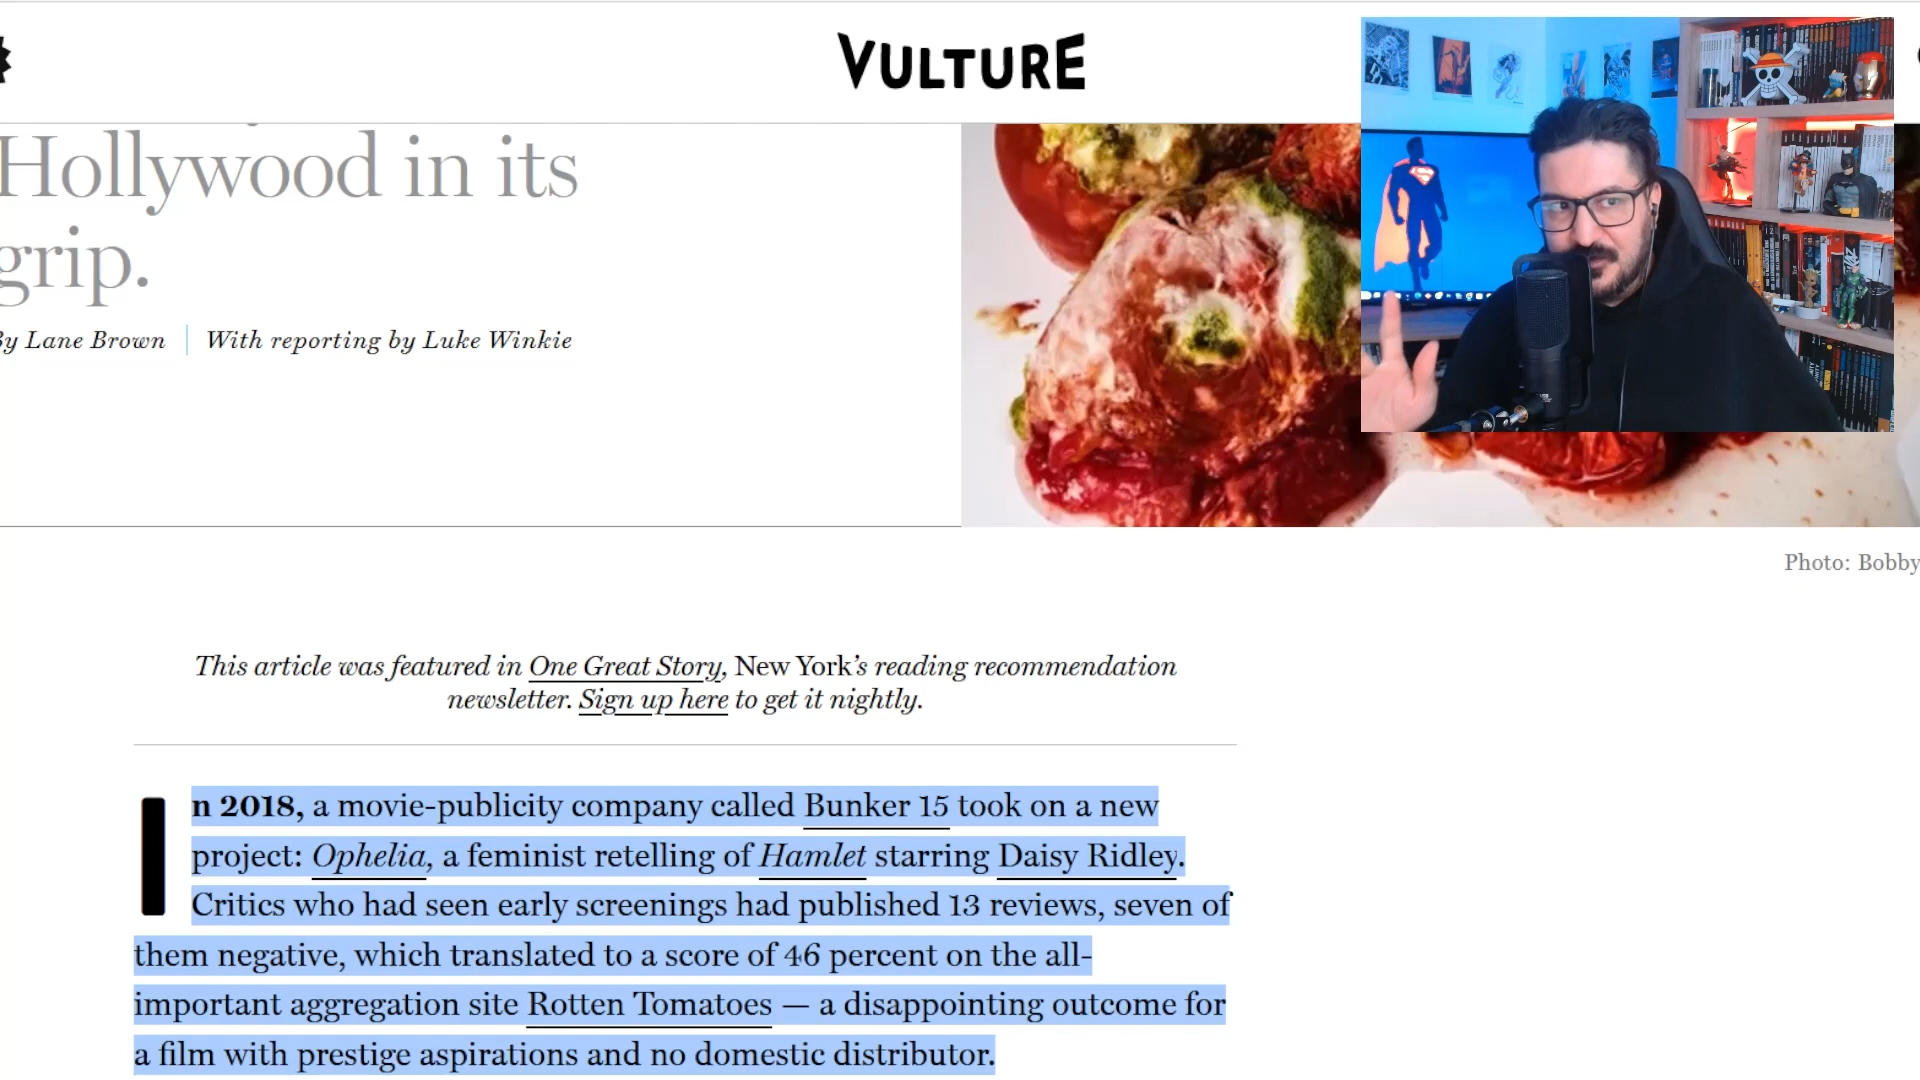 VULTURE
Hollywood in its
grip.
By Lane Brown
With reporting by Luke Winkie
Photo: Bobby
This article was featured in One Great Story, New York's reading recommendation
newsletter. Sign up here to get it nightly.
In 2018, a movie-publicity company called Bunker 15 took on a new
project: Ophelia, a feminist retelling of Hamlet starring Daisy Ridley.
Critics who had seen early screenings had published 13 reviews, seven of
them negative, which translated to a score of 46 percent on the all-
important aggregation site Rotten Tomatoes — a disappointing outcome for
a film with prestige aspirations and no domestic distributor.